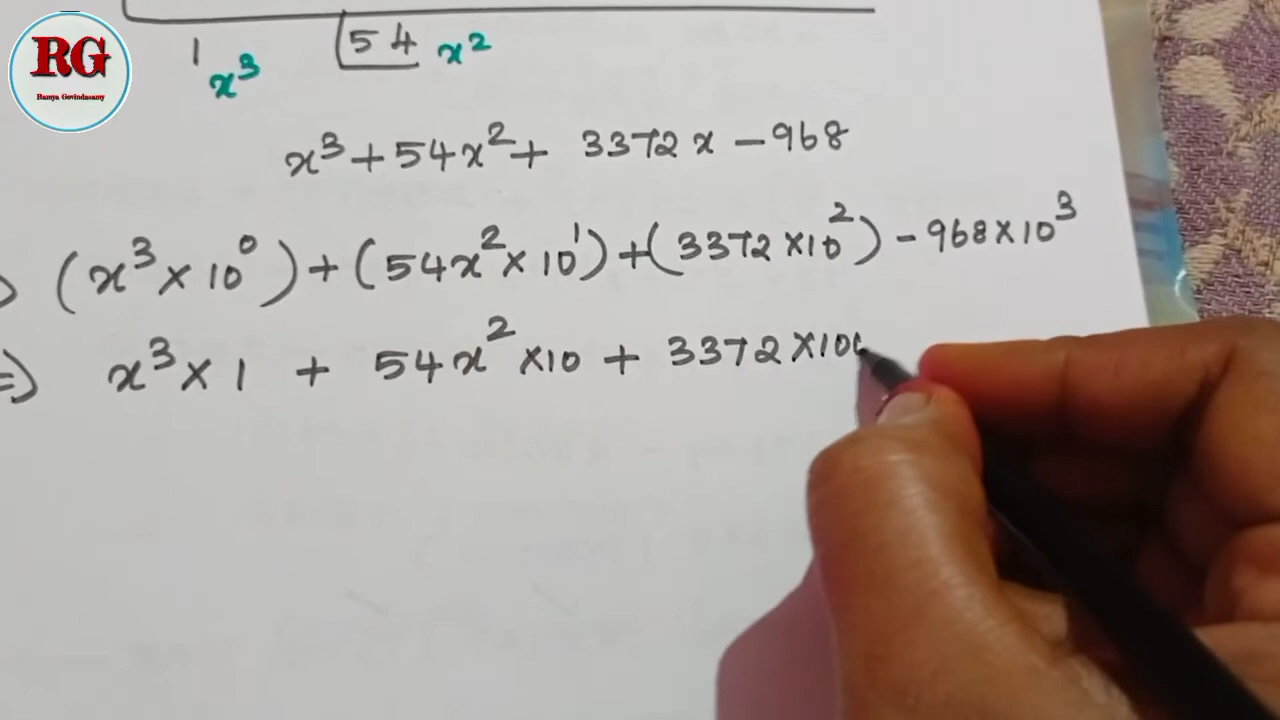 RG
Ramya Govindasamy
1 x³ 54 x²
x³ + 54x² + 3372x - 968
(x³ × 10⁰) + (54x² × 10¹) + (3372 × 10²) - 968 × 10³
=) x³ × 1 + 54x² × 10 + 3372 × 100